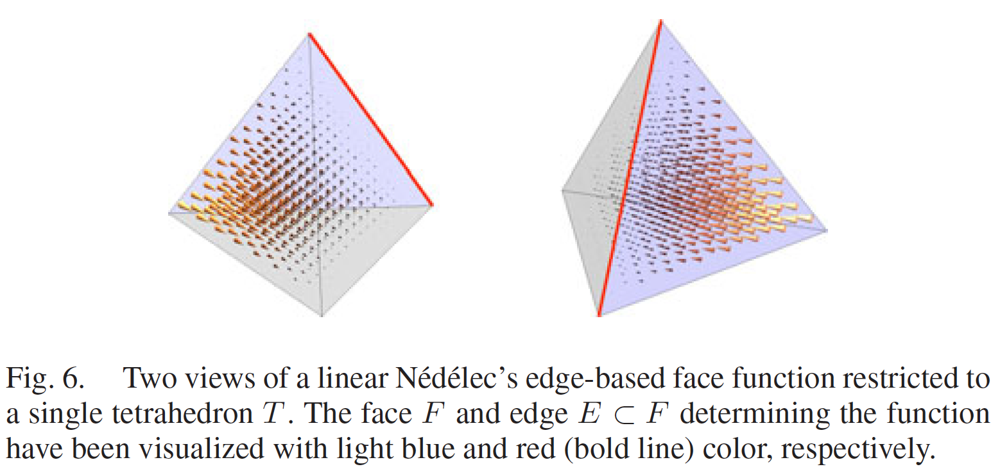 Fig. 6. Two views of a linear Nédélec's edge-based face function restricted to
a single tetrahedron T. The face F and edge E ⊂ F determining the function
have been visualized with light blue and red (bold line) color, respectively.